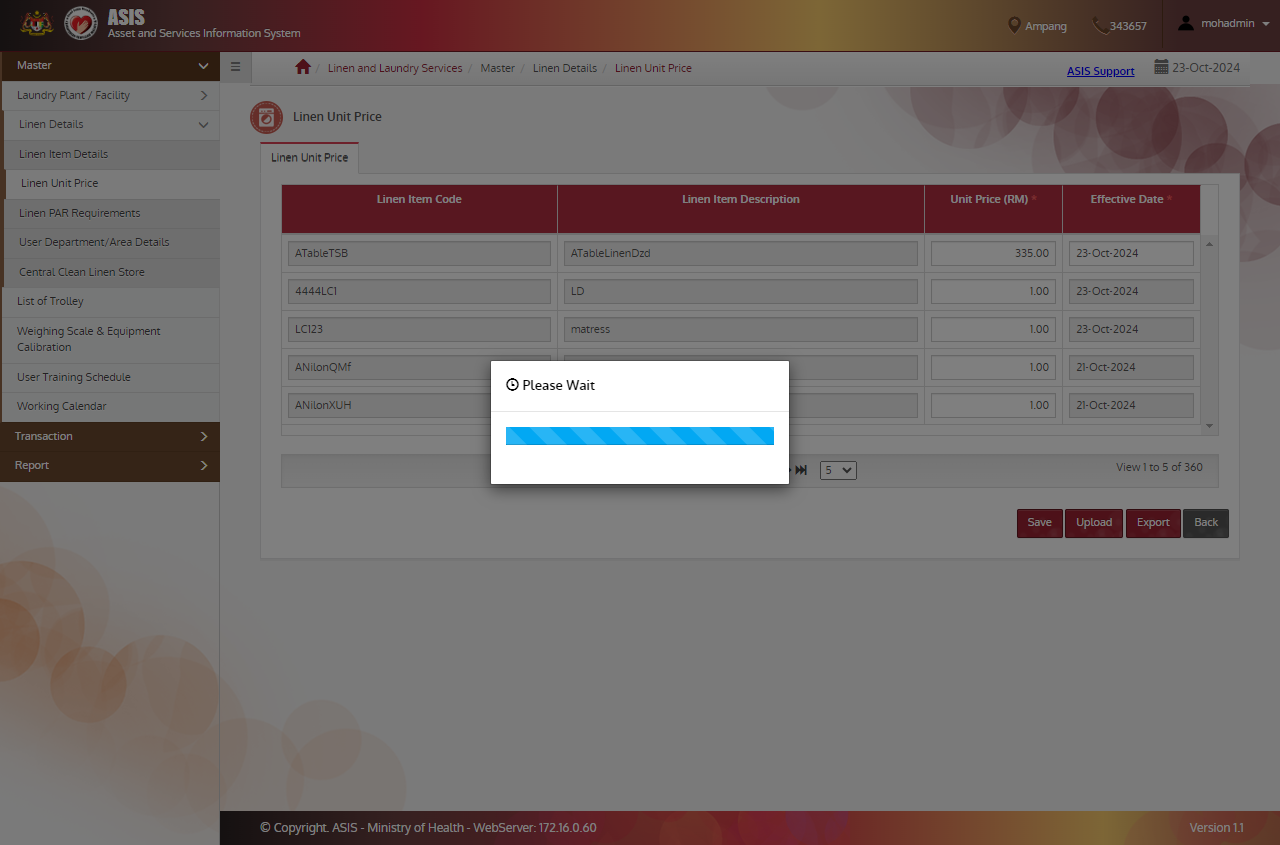 ASIS
Asset and Services Information System
Ampang
343657
mohadmin
Master
Laundry Plant / Facility
Linen Details
Linen Item Details
Linen Unit Price
Linen PAR Requirements
User Department/Area Details
Central Clean Linen Store
List of Trolley
Weighing Scale & Equipment
Calibration
User Training Schedule
Working Calendar
Transaction
Report
/ Linen and Laundry Services / Master / Linen Details / Linen Unit Price
ASIS Support
23-Oct-2024
Linen Unit Price
Linen Unit Price
Linen Item Code Linen Item Description Unit Price (RM) * Effective Date *
ATableTSB ATableLinenDzd 335.00 23-Oct-2024
4444LC1 LD 1.00 23-Oct-2024
LC123 matress 1.00 23-Oct-2024
ANilonQMf 1.00 21-Oct-2024
ANilonXUH 1.00 21-Oct-2024
Please Wait
5
View 1 to 5 of 360
Save Upload Export Back
© Copyright. ASIS - Ministry of Health - WebServer: 172.16.0.60
Version 1.1